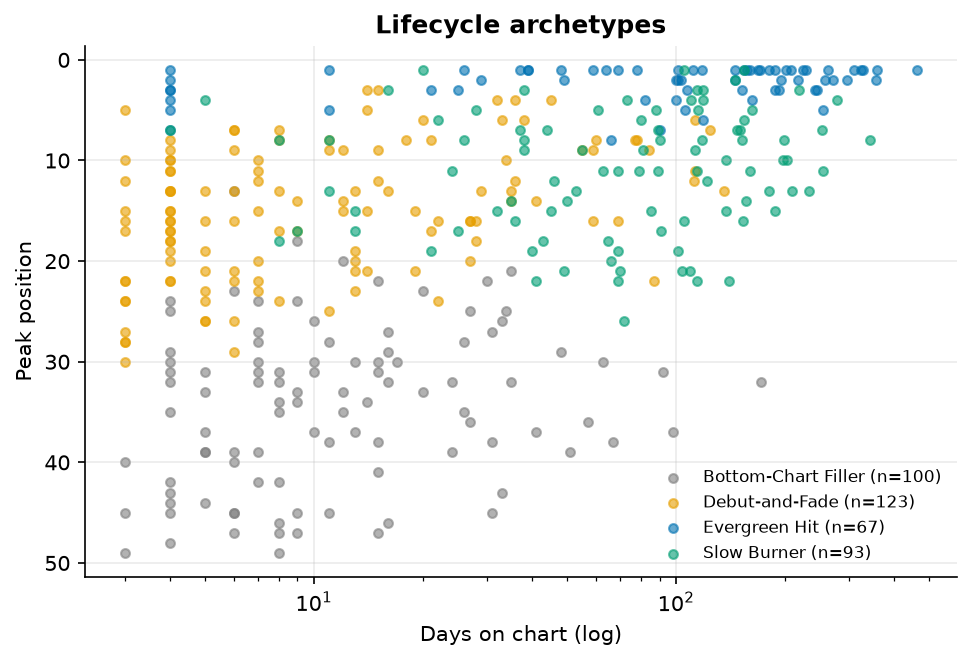 Lifecycle archetypes
Peak position
0
10
20
30
40
50
Bottom-Chart Filler (n=100)
Debut-and-Fade (n=123)
Evergreen Hit (n=67)
Slow Burner (n=93)
10¹
10²
Days on chart (log)